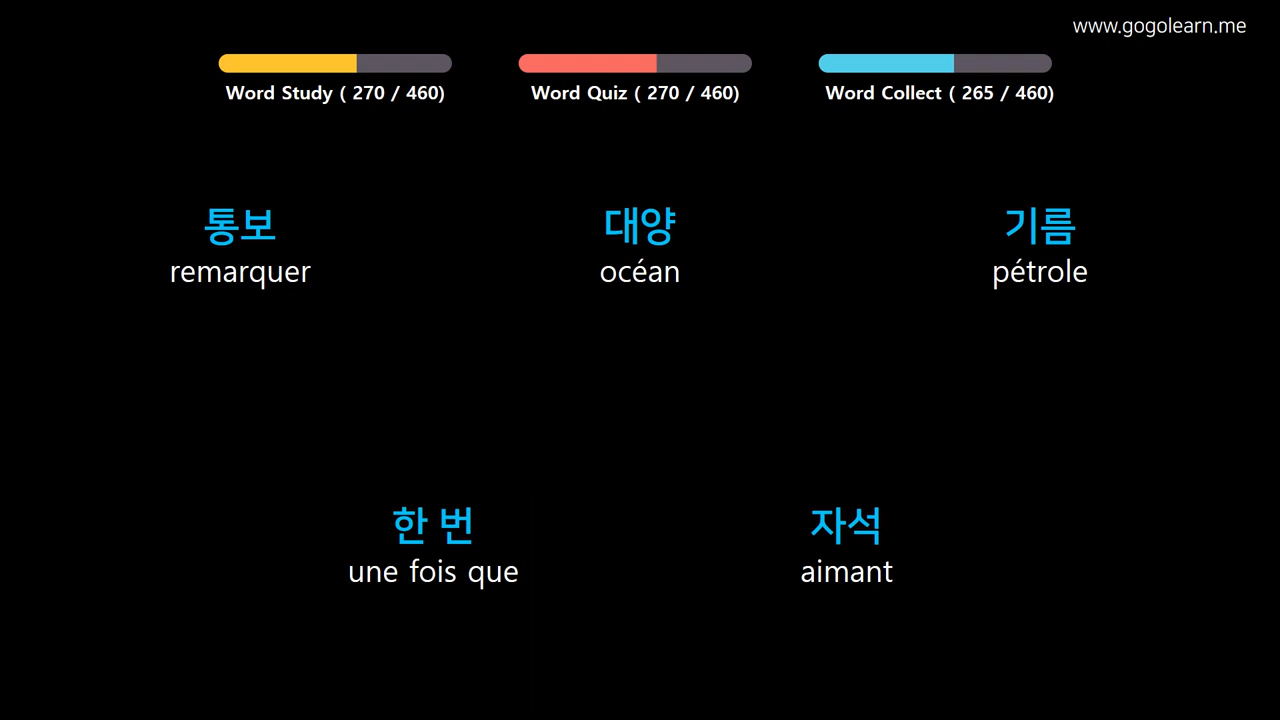 www.gogolearn.me
Word Study ( 270 / 460)
Word Quiz ( 270 / 460)
Word Collect ( 265 / 460)
통보
remarquer
대양
océan
기름
pétrole
한 번
une fois que
자석
aimant